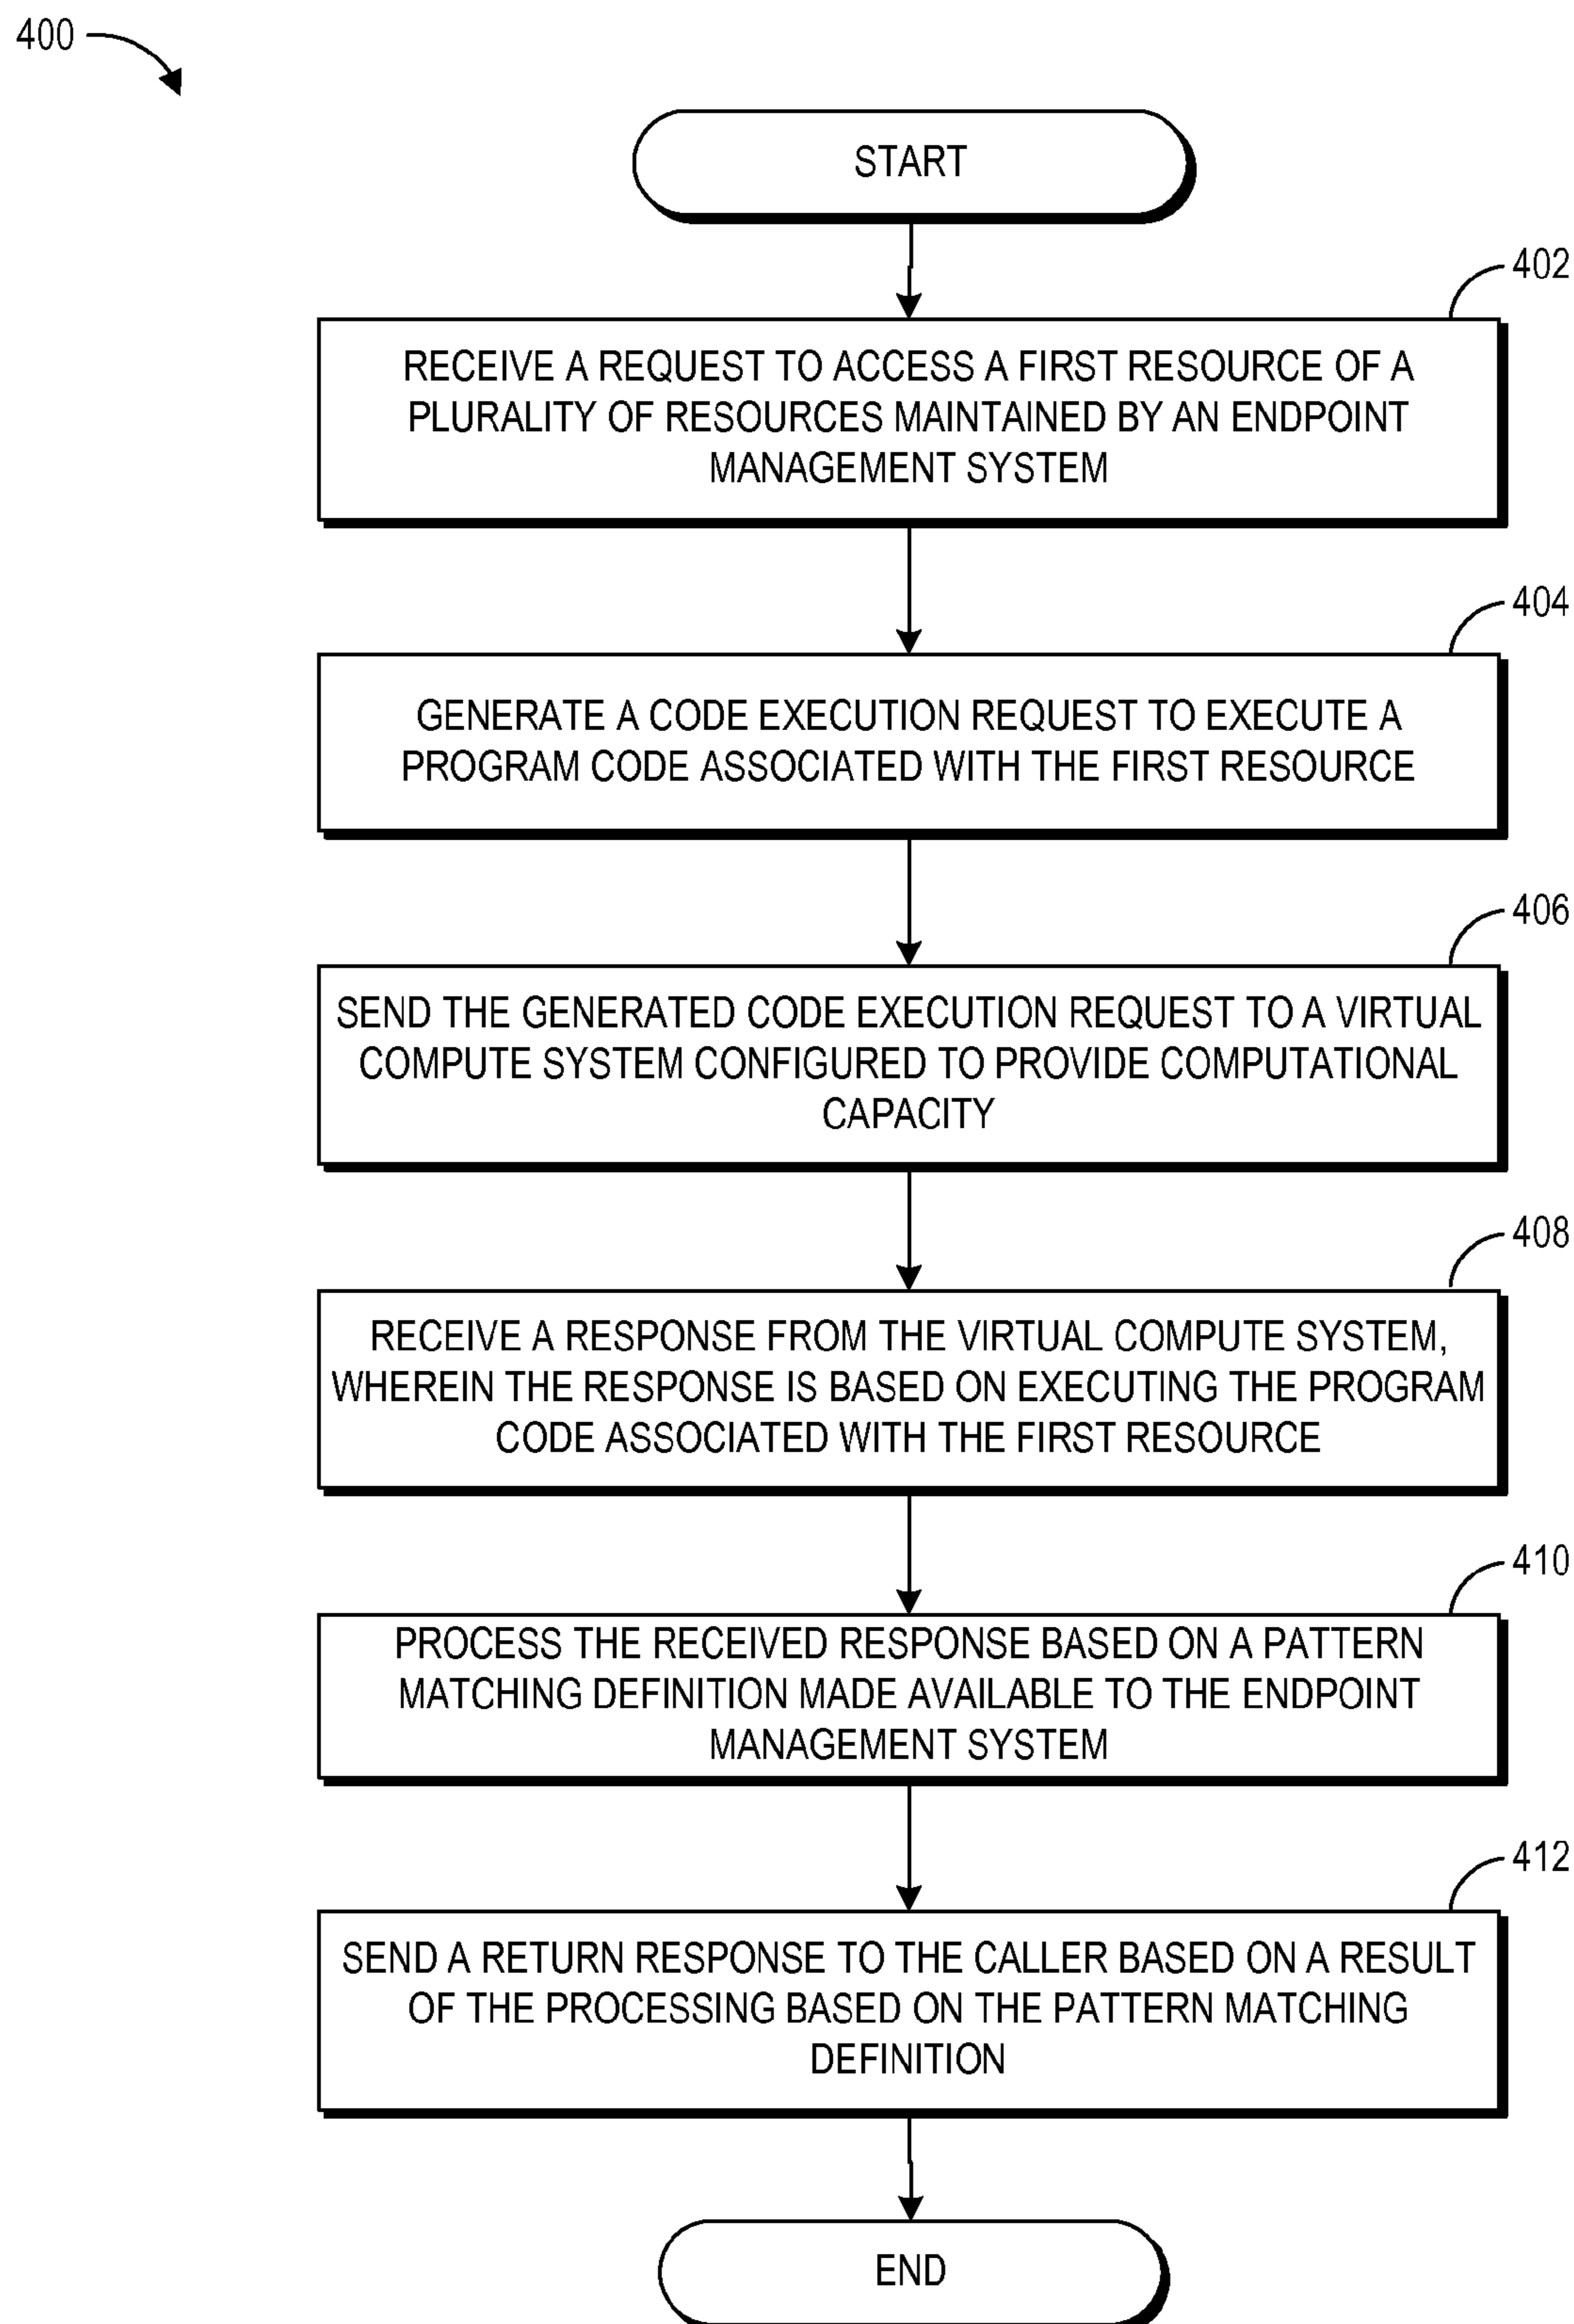 400
START
402
RECEIVE A REQUEST TO ACCESS A FIRST RESOURCE OF A
PLURALITY OF RESOURCES MAINTAINED BY AN ENDPOINT
MANAGEMENT SYSTEM
404
GENERATE A CODE EXECUTION REQUEST TO EXECUTE A
PROGRAM CODE ASSOCIATED WITH THE FIRST RESOURCE
406
SEND THE GENERATED CODE EXECUTION REQUEST TO A VIRTUAL
COMPUTE SYSTEM CONFIGURED TO PROVIDE COMPUTATIONAL
CAPACITY
408
RECEIVE A RESPONSE FROM THE VIRTUAL COMPUTE SYSTEM,
WHEREIN THE RESPONSE IS BASED ON EXECUTING THE PROGRAM
CODE ASSOCIATED WITH THE FIRST RESOURCE
410
PROCESS THE RECEIVED RESPONSE BASED ON A PATTERN
MATCHING DEFINITION MADE AVAILABLE TO THE ENDPOINT
MANAGEMENT SYSTEM
412
SEND A RETURN RESPONSE TO THE CALLER BASED ON A RESULT
OF THE PROCESSING BASED ON THE PATTERN MATCHING
DEFINITION
END